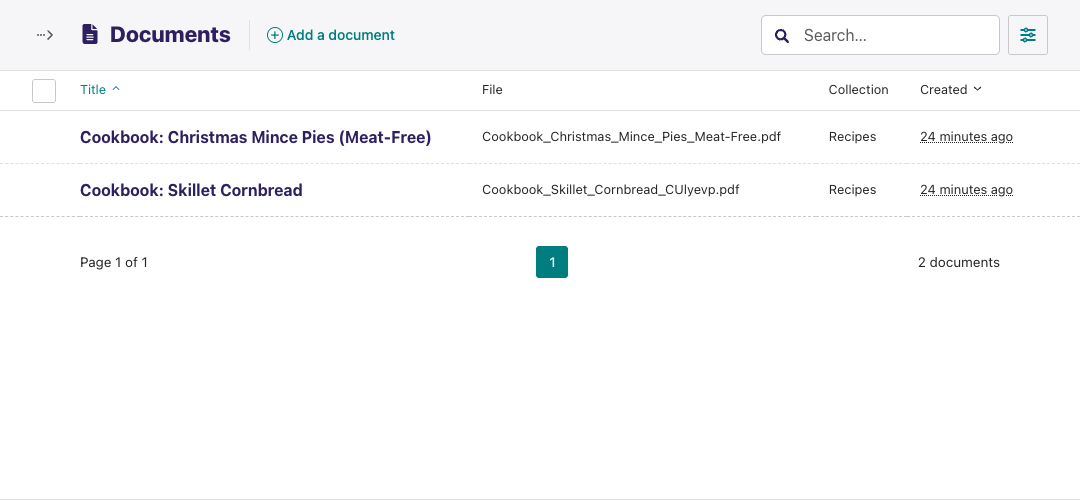 Documents
Add a document
Search...
Title File Collection Created
Cookbook: Christmas Mince Pies (Meat-Free) Cookbook_Christmas_Mince_Pies_Meat-Free.pdf Recipes 24 minutes ago
Cookbook: Skillet Cornbread Cookbook_Skillet_Cornbread_CUlyevp.pdf Recipes 24 minutes ago
Page 1 of 1 1 2 documents